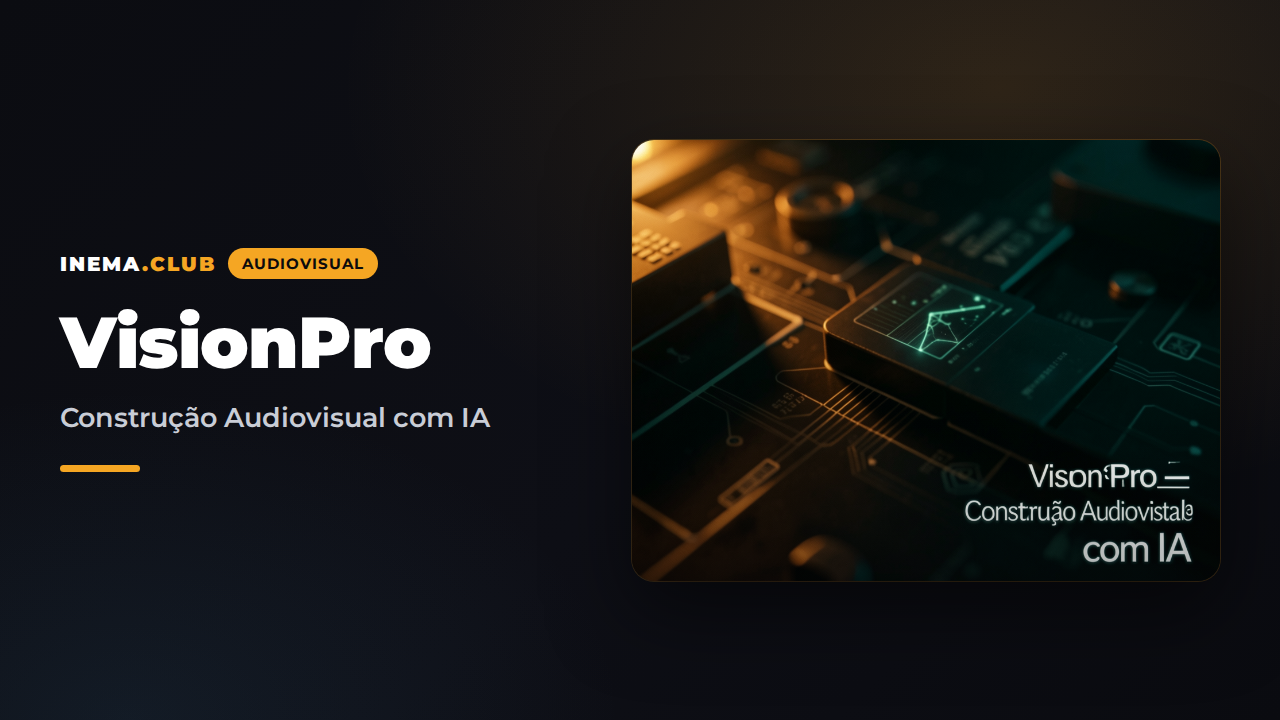 INEMA.CLUB
AUDIOVISUAL
VisionPro
Construção Audiovisual com IA
Vison Pro
Construção Audiovistal
com IA